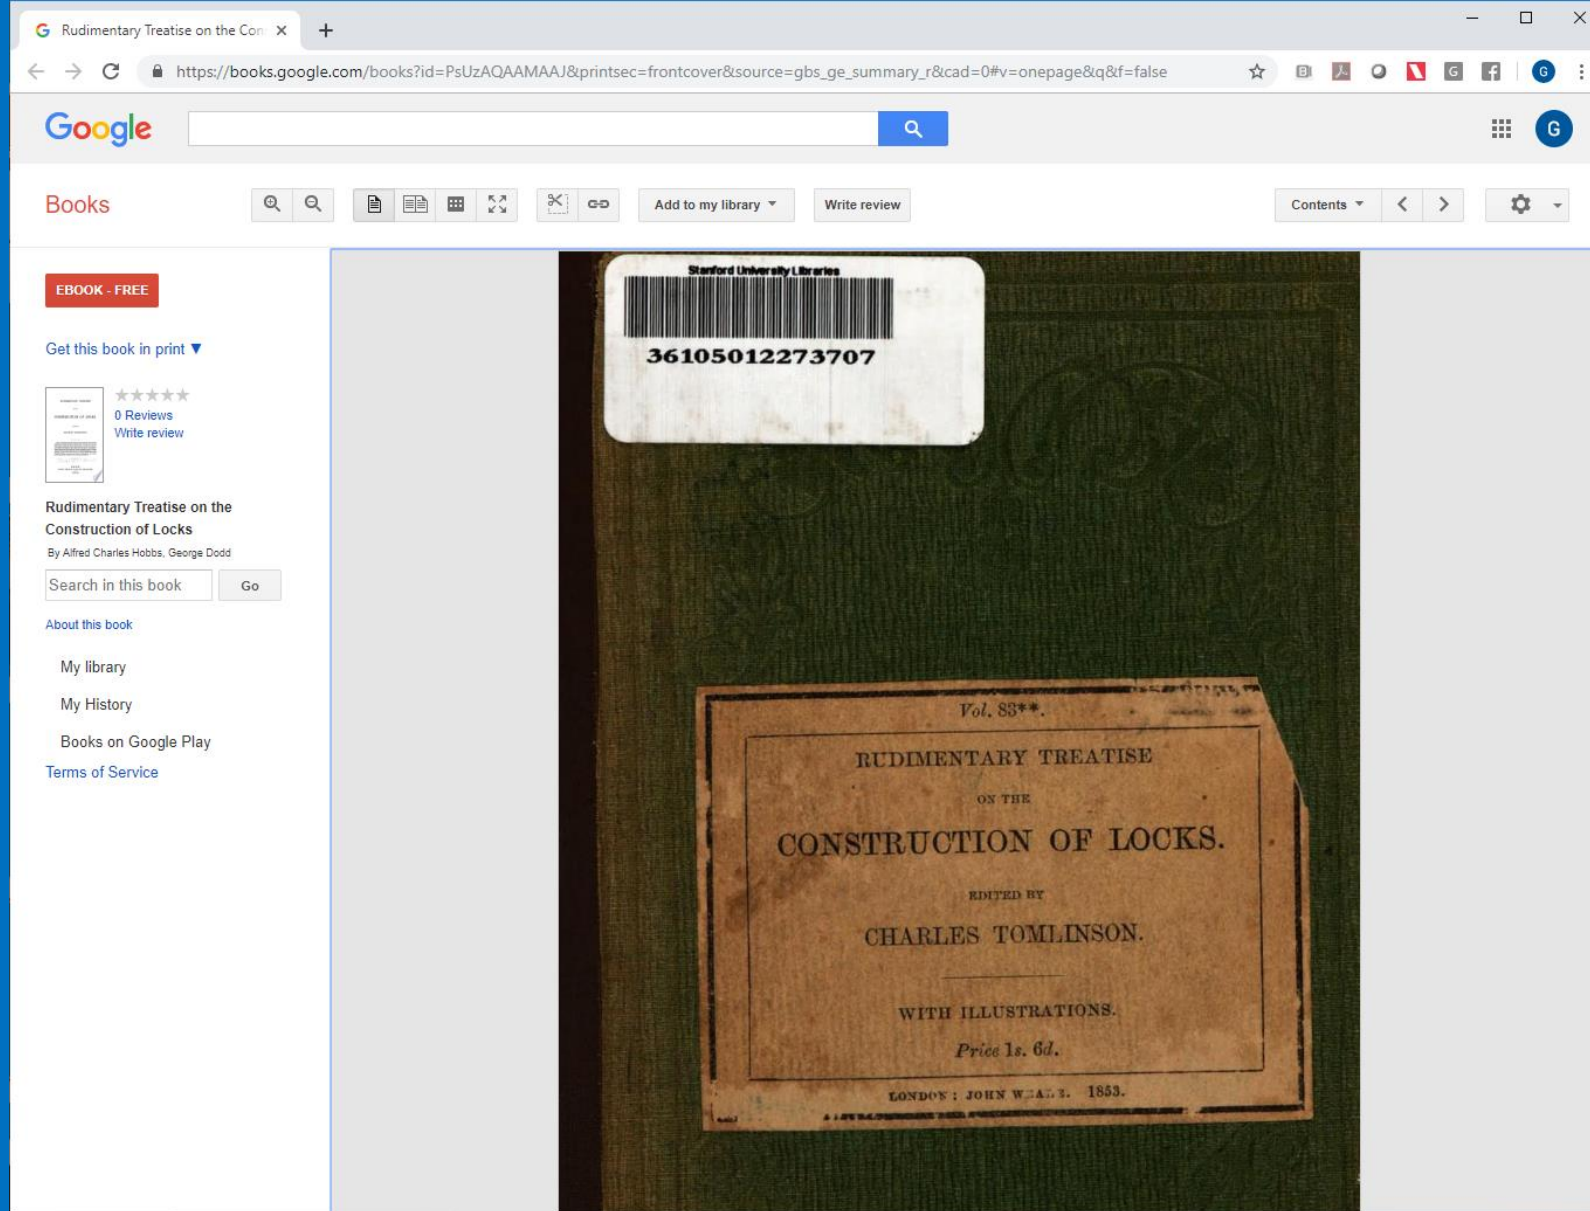 Rudimentary Treatise on the Con
https://books.google.com/books?id=PsUzAQAAMAAJ&printsec=frontcover&source=gbs_ge_summary_r&cad=0#v=onepage&q&f=false
G
Google
G
Books
Add to my library
Write review
Contents
EBOOK - FREE
Get this book in print ▼
0 Reviews
Write review
Rudimentary Treatise on the
Construction of Locks
By Alfred Charles Hobbs, George Dodd
Search in this book
Go
About this book
My library
My History
Books on Google Play
Terms of Service
Stanford University Libraries
36105012273707
Vol. 83**.
RUDIMENTARY TREATISE
ON THE
CONSTRUCTION OF LOCKS.
EDITED BY
CHARLES TOMLINSON.
WITH ILLUSTRATIONS.
Price 1s. 6d.
LONDON: JOHN WEALE. 1853.